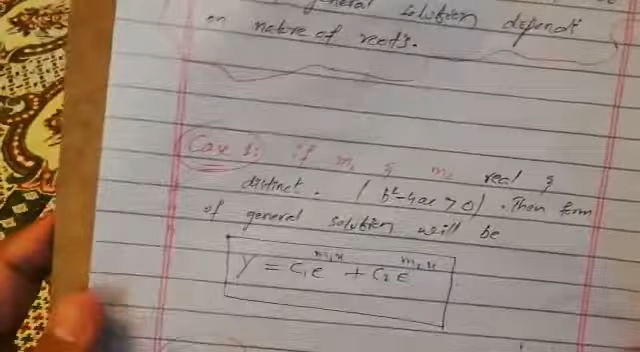 general solution depends
on nature of roots.
Case 1: if m₁ & m₂ real &
distinct. (b²-4ac > 0). Then form
of general solution will be
y = c₁e^m₁x + c₂e^m₂x